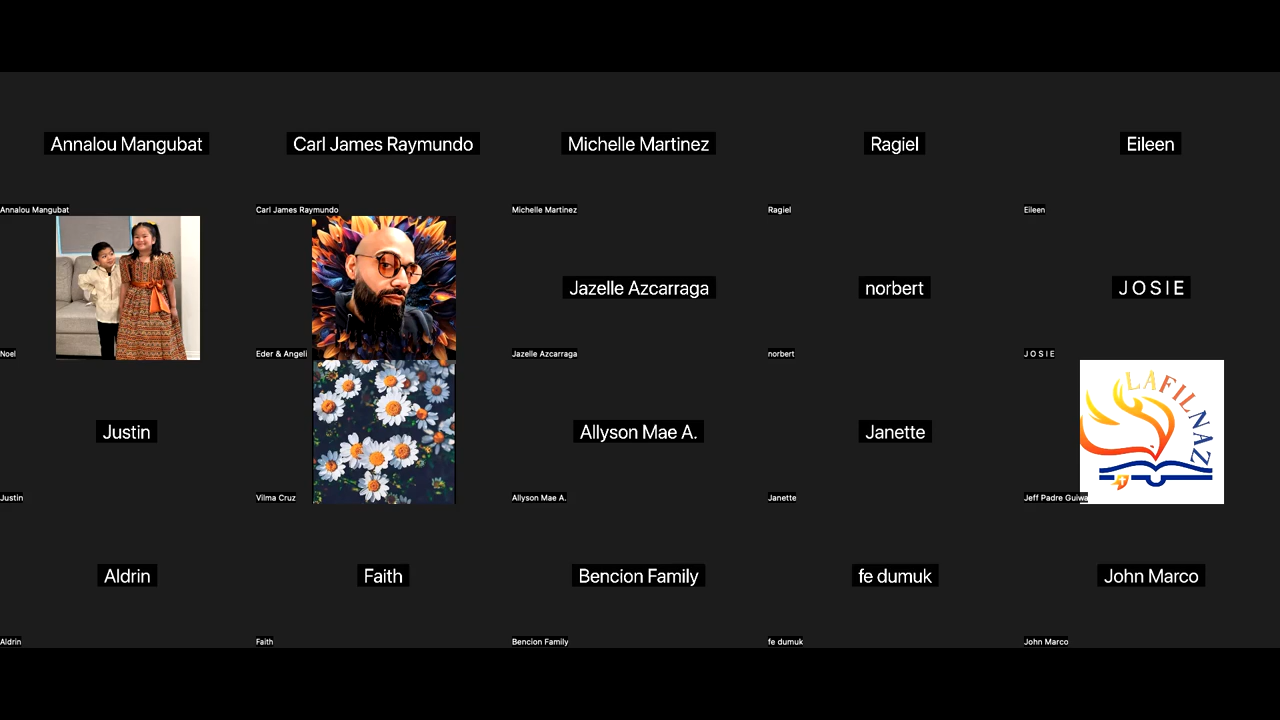 Annalou Mangubat
Carl James Raymundo
Michelle Martinez
Ragiel
Eileen
Annalou Mangubat
Carl James Raymundo
Michelle Martinez
Ragiel
Eileen
Jazelle Azcarraga
norbert
J O S I E
Noel
Eder & Angeli
Jazelle Azcarraga
norbert
J O S I E
Justin
Allyson Mae A.
Janette
LAFILNAZ
Justin
Vilma Cruz
Allyson Mae A.
Janette
Jeff Padre Guiwa
Aldrin
Faith
Bencion Family
fe dumuk
John Marco
Aldrin
Faith
Bencion Family
fe dumuk
John Marco